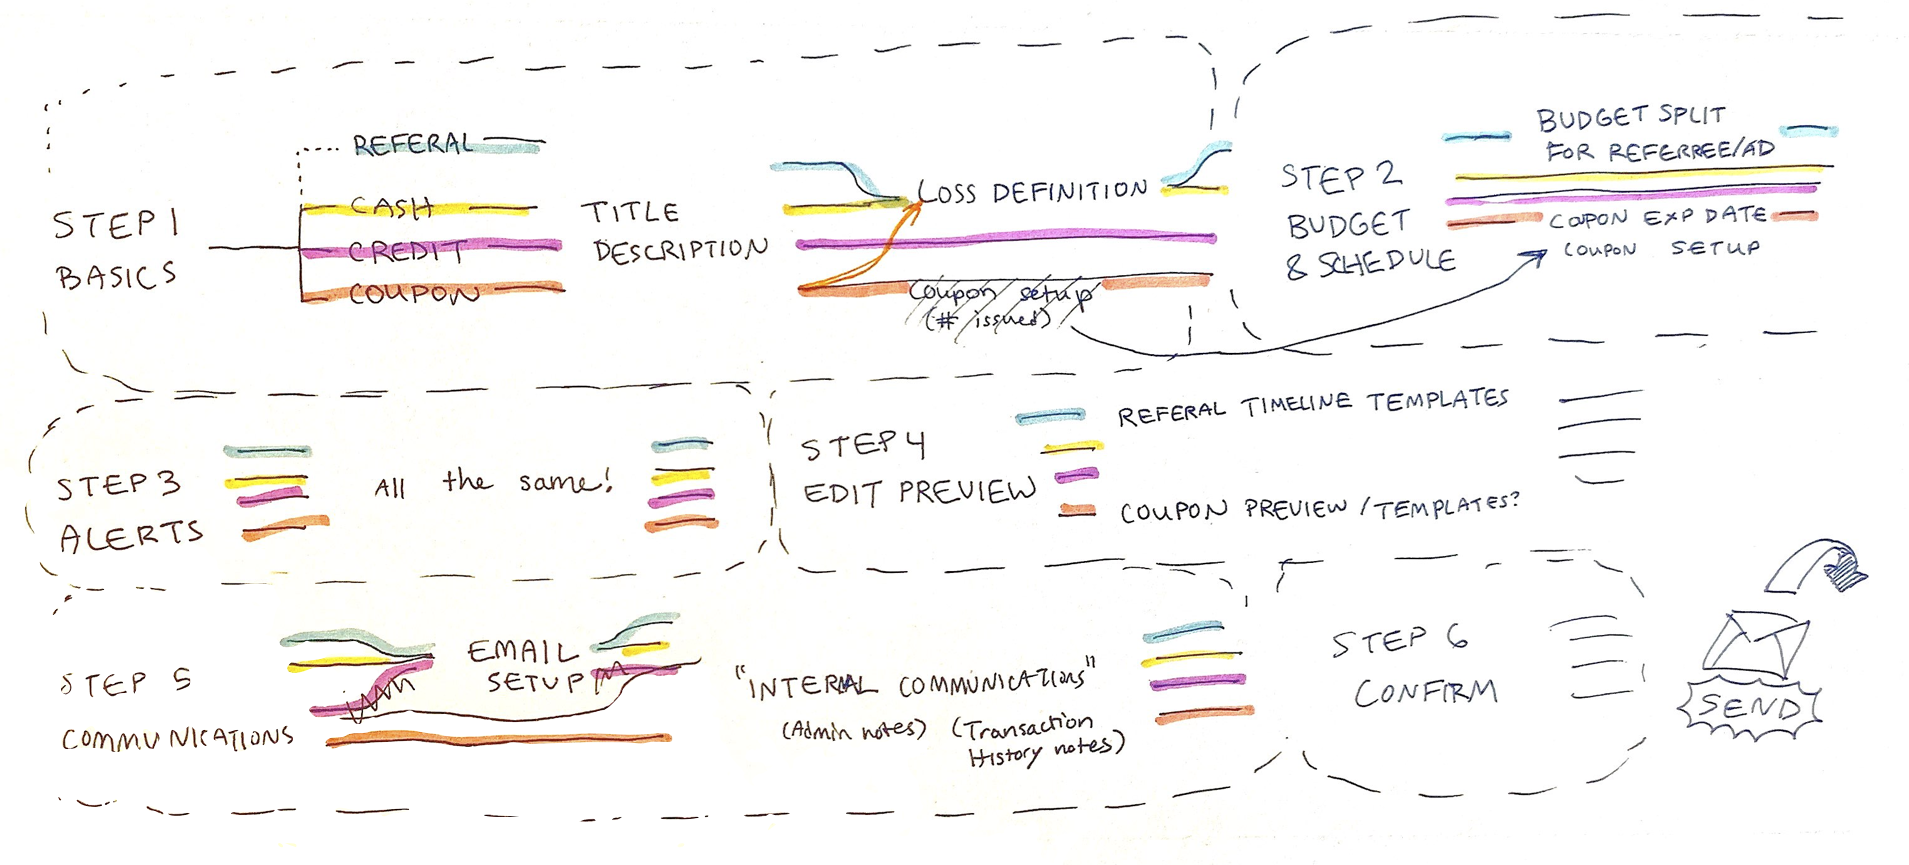 STEP 1
BASICS
REFERAL
CASH
CREDIT
COUPON
TITLE
DESCRIPTION
LOSS DEFINITION
Coupon setup
(# issued)
STEP 2
BUDGET
& SCHEDULE
BUDGET SPLIT
FOR REFERREE/AD
COUPON EXP DATE
COUPON SETUP
STEP 3
ALERTS
All the same!
STEP 4
EDIT PREVIEW
REFERAL TIMELINE TEMPLATES
COUPON PREVIEW / TEMPLATES?
STEP 5
COMMUNICATIONS
EMAIL
SETUP
"INTERNAL COMMUNICATIONS"
(Admin notes) (Transaction
History notes)
STEP 6
CONFIRM
SEND